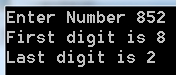 Enter Number 852
First digit is 8
Last digit is 2